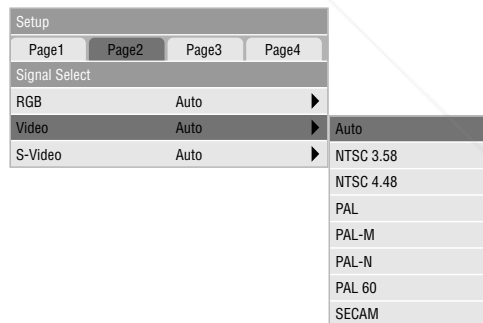 Setup
Page1 Page2 Page3 Page4
Signal Select
RGB Auto
Video Auto
S-Video Auto
Auto
NTSC 3.58
NTSC 4.48
PAL
PAL-M
PAL-N
PAL 60
SECAM